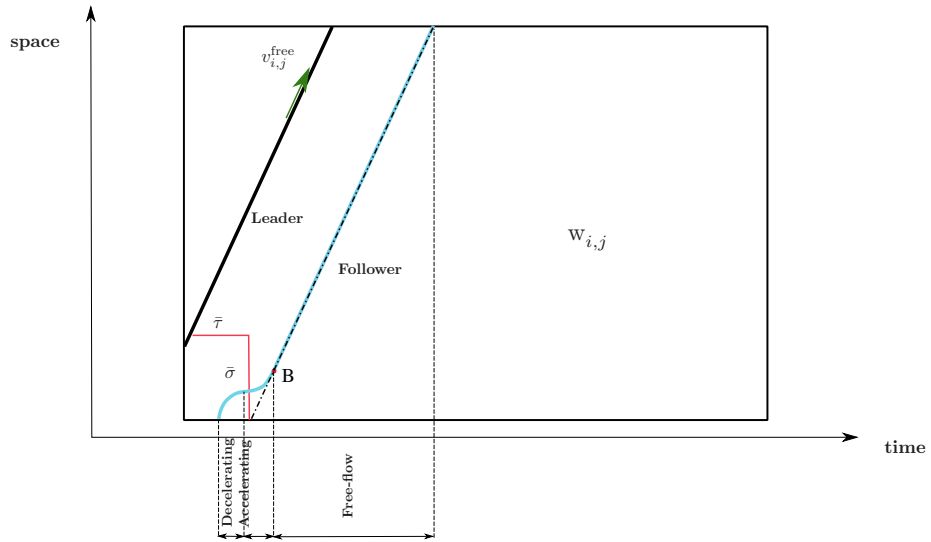 space
v_{i,j}^{free}
Leader
w_{i,j}
Follower
τ̄
σ̄
B
time
Decelerating
Accelerating
Free-flow